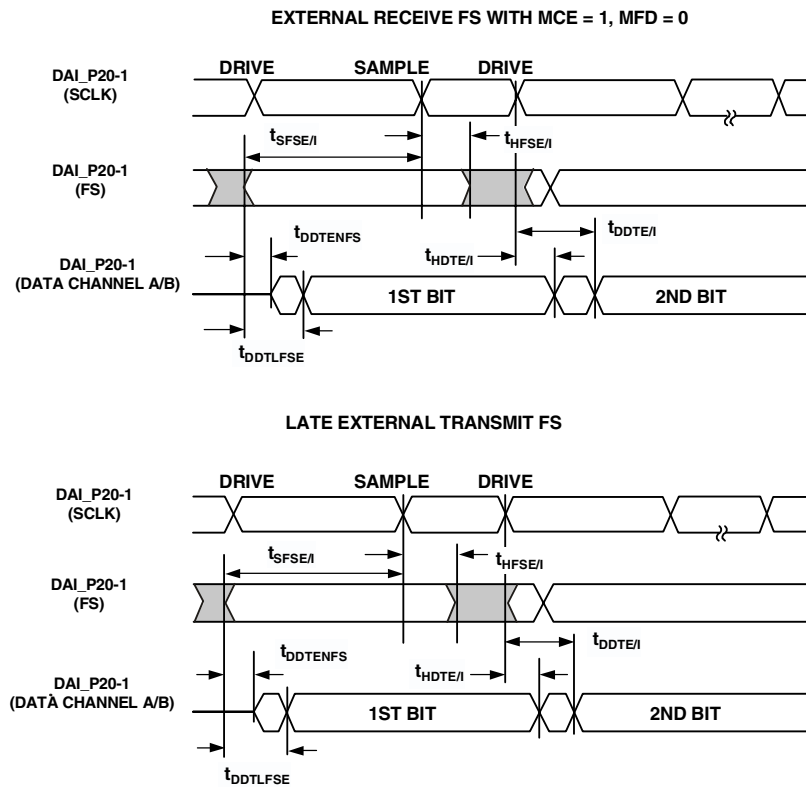 EXTERNAL RECEIVE FS WITH MCE = 1, MFD = 0
DRIVE SAMPLE DRIVE
DAI_P20-1
(SCLK)
tSFSE/I tHFSE/I
DAI_P20-1
(FS)
tDDTENFS tHDTE/I tDDTE/I
DAI_P20-1
(DATA CHANNEL A/B)
1ST BIT 2ND BIT
tDDTLFSE
LATE EXTERNAL TRANSMIT FS
DRIVE SAMPLE DRIVE
DAI_P20-1
(SCLK)
tSFSE/I tHFSE/I
DAI_P20-1
(FS)
tDDTENFS tHDTE/I tDDTE/I
DAI_P20-1
(DATA CHANNEL A/B)
1ST BIT 2ND BIT
tDDTLFSE